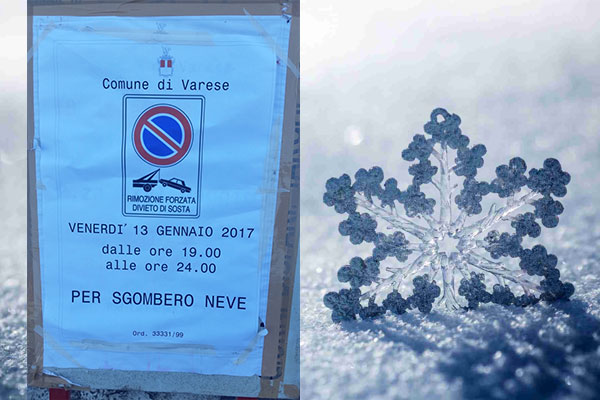 Comune di Varese
RIMOZIONE FORZATA
DIVIETO DI SOSTA
VENERDI´ 13 GENNAIO 2017
dalle ore 19.00
alle ore 24.00
PER SGOMBERO NEVE
Ord. 33331/99